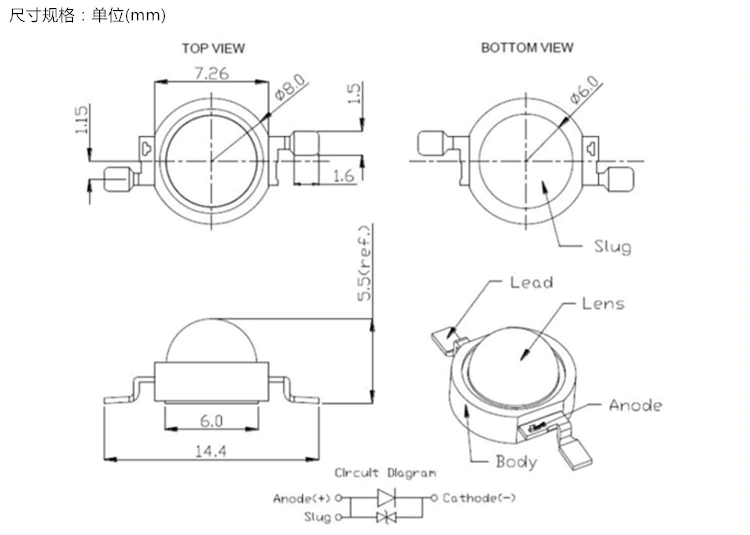 尺寸规格：单位(mm)
TOP VIEW
BOTTOM VIEW
7.26
ø8.0
ø6.0
1.5
1.15
1.6
Slug
5.5(ref.)
Lead
Lens
Anode
6.0
14.4
Body
Circuit Diagram
Anode(+)
Cathode(-)
Slug